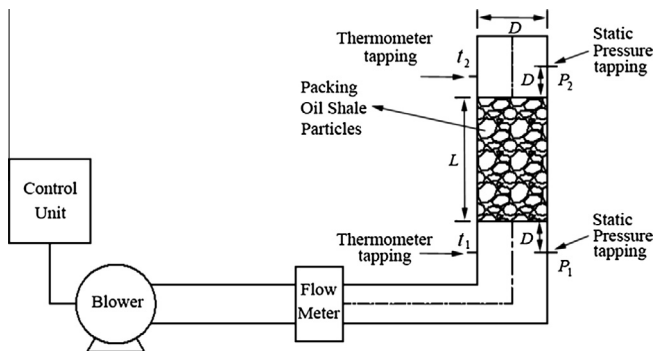 D
Thermometer
tapping
t₂
Static
Pressure
tapping
D
P₂
Packing
Oil Shale
Particles
L
Control
Unit
Thermometer
tapping
t₁
D
Static
Pressure
tapping
P₁
Blower
Flow
Meter